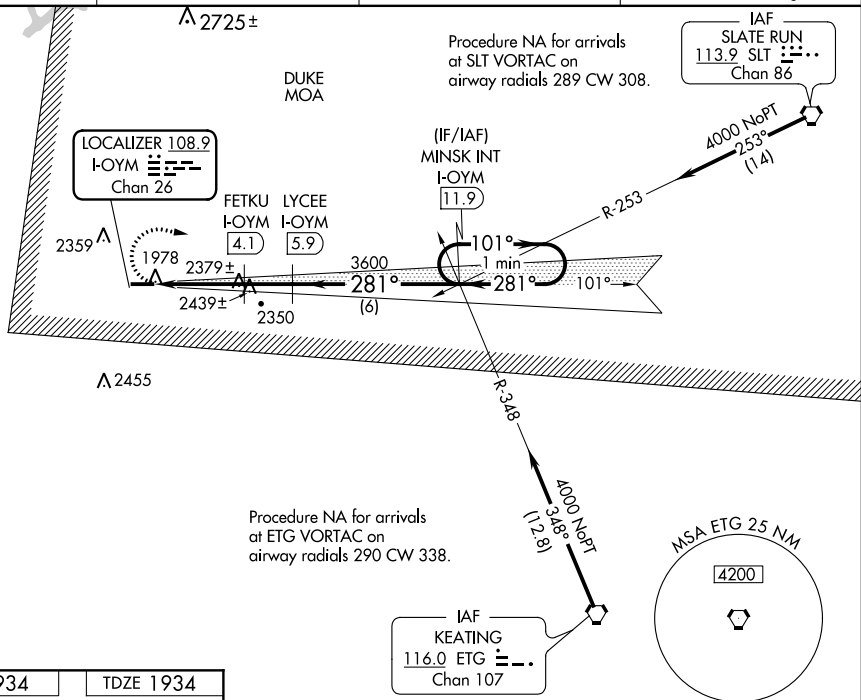 2725±
IAF
SLATE RUN
113.9 SLT
Chan 86
Procedure NA for arrivals
at SLT VORTAC on
airway radials 289 CW 308.
DUKE
MOA
4000 NoPT
253°
(14)
LOCALIZER 108.9
I-OYM
Chan 26
(IF/IAF)
MINSK INT
I-OYM
11.9
FETKU
I-OYM
4.1
LYCEE
I-OYM
5.9
R-253
2359
1978
2379±
3600
101°
1 min
281°
281°
101°
2439±
(6)
2350
2455
R-348
4000 NoPT
348°
(12.8)
Procedure NA for arrivals
at ETG VORTAC on
airway radials 290 CW 338.
MSA ETG 25 NM
4200
IAF
KEATING
116.0 ETG
Chan 107
934
TDZE 1934